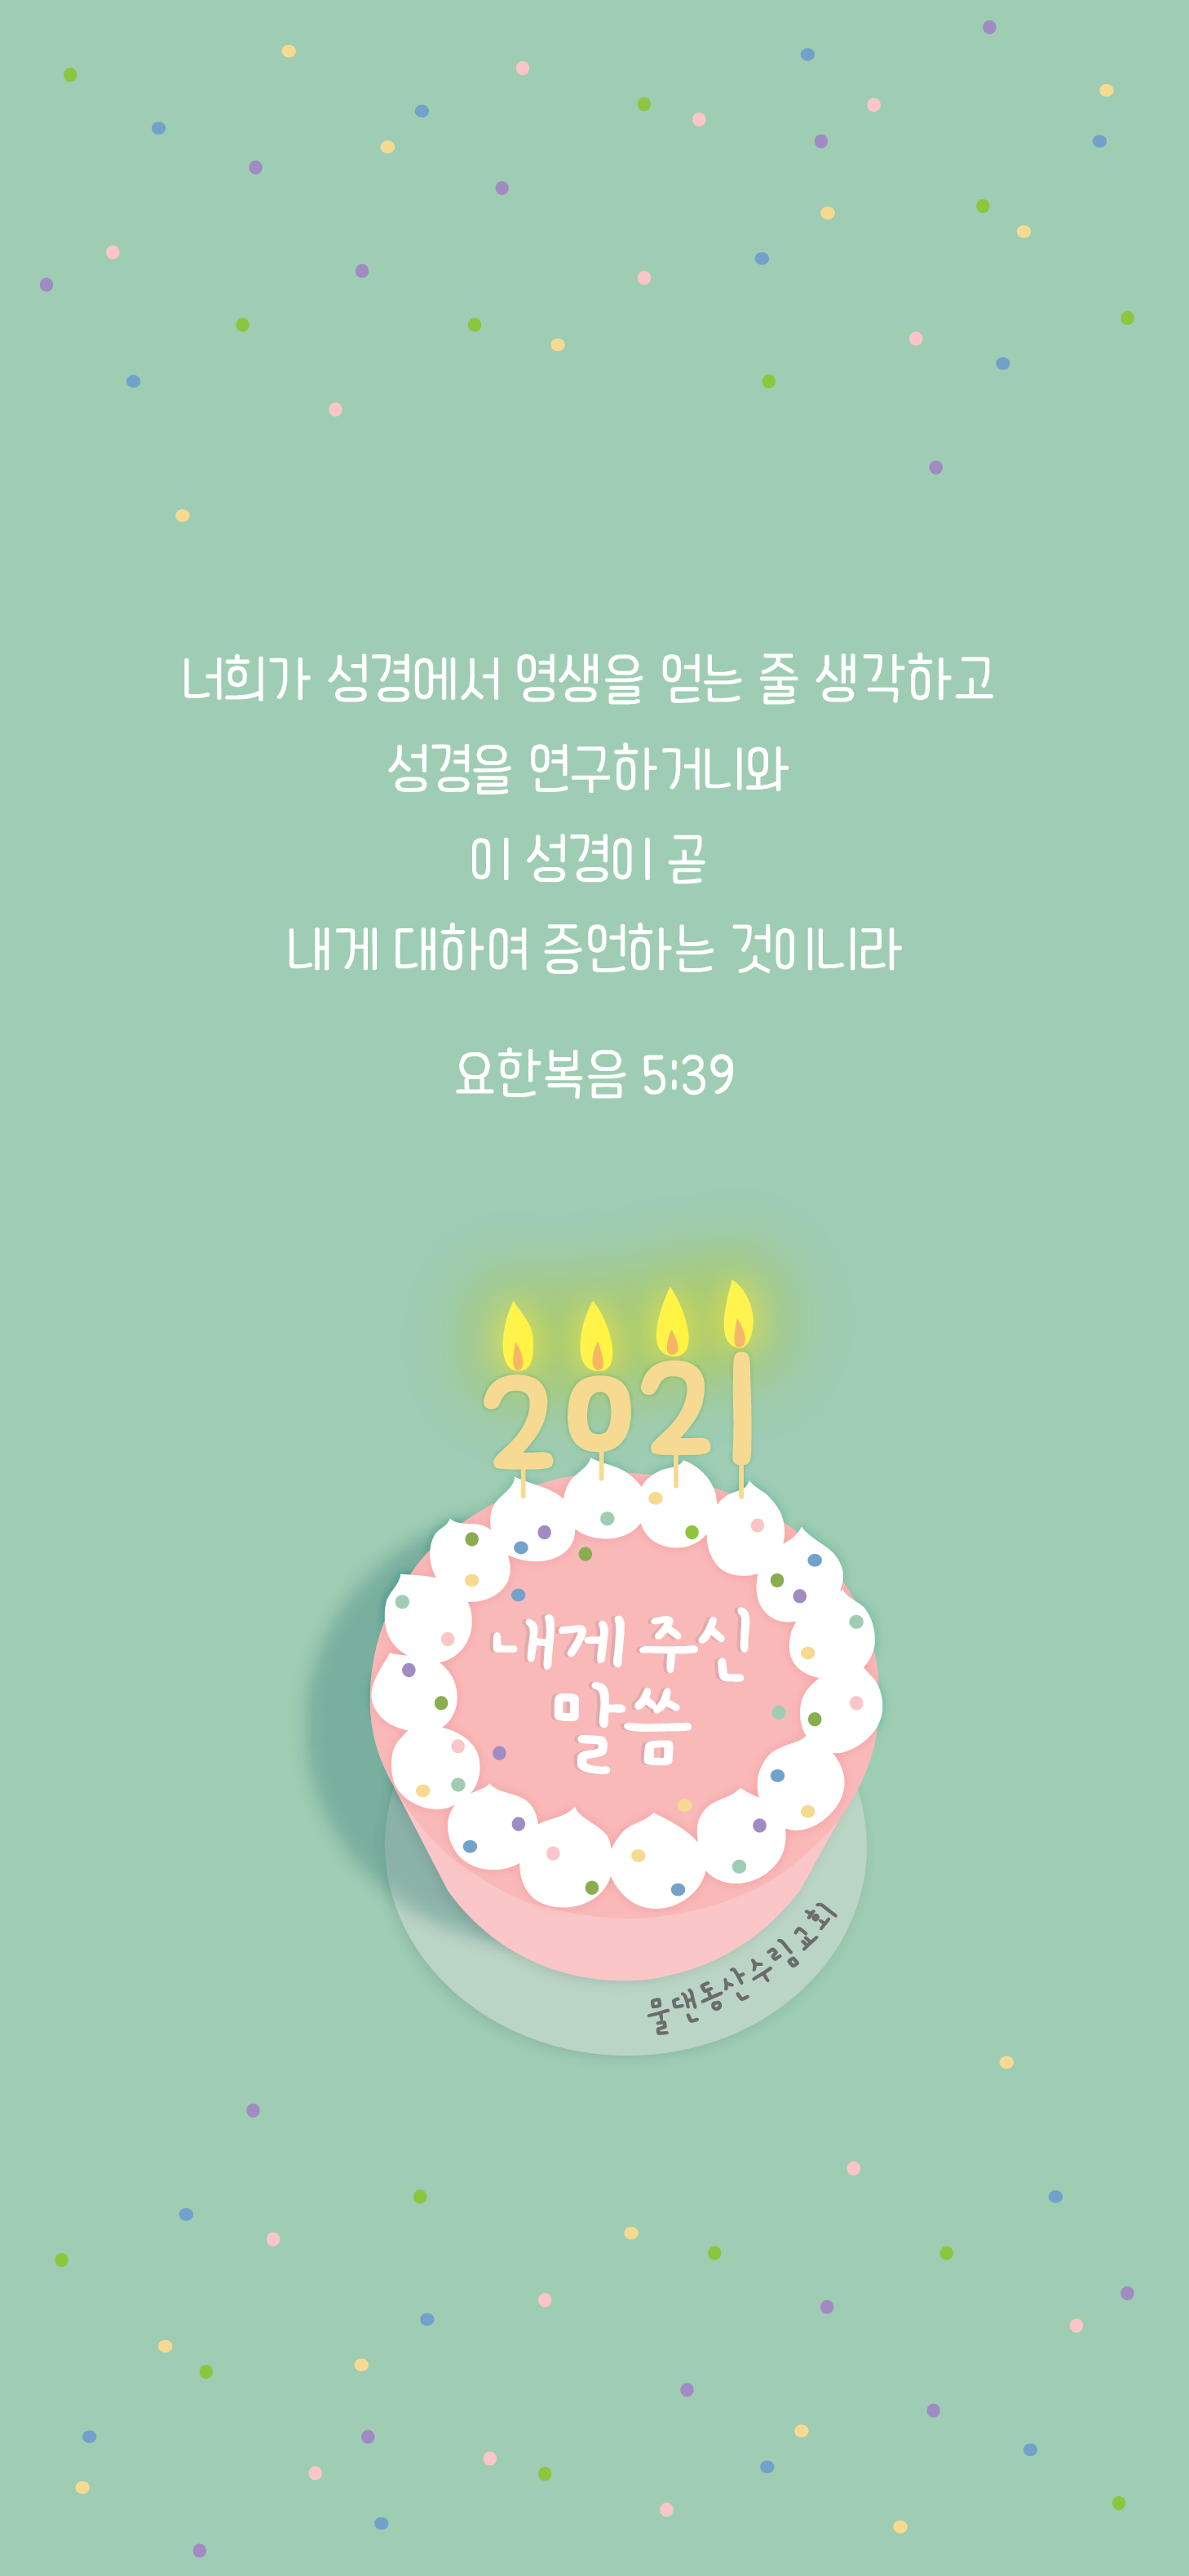 너희가 성경에서 영생을 얻는 줄 생각하고
성경을 연구하거니와
이 성경이 곧
내게 대하여 증언하는 것이니라
요한복음 5:39
2021
내게 주신
말씀
물댄동산수림교회